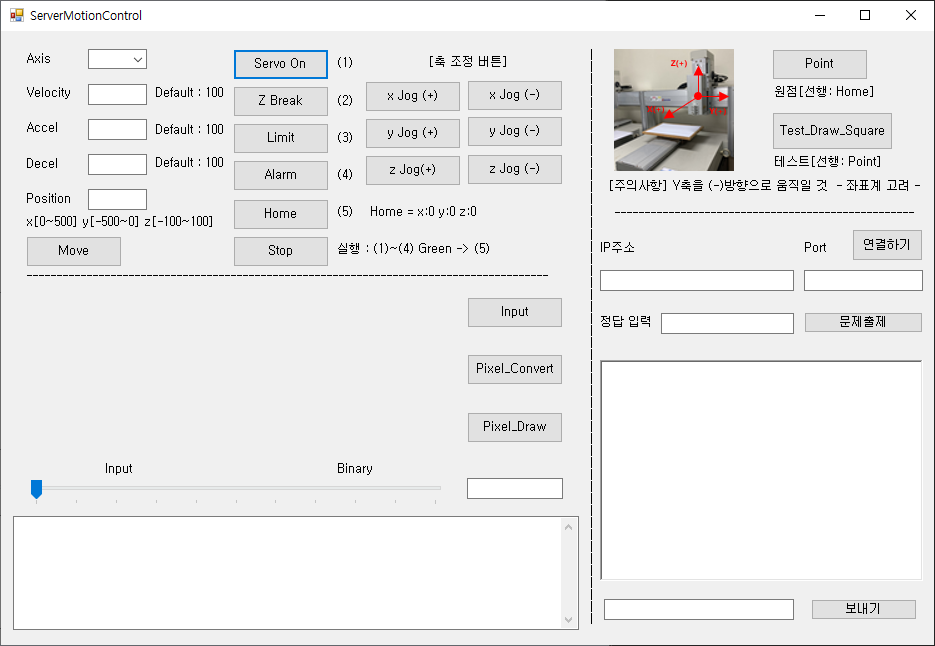 ServerMotionControl
Axis
Servo On
(1)
[축 조정 버튼]
Velocity
Default : 100
Z Break
(2)
x Jog (+)
x Jog (-)
Accel
Default : 100
Limit
(3)
y Jog (+)
y Jog (-)
Decel
Default : 100
Alarm
(4)
z Jog(+)
z Jog (-)
Position
x[0~500] y[-500~0] z[-100~100]
Home
(5)
Home = x:0 y:0 z:0
Move
Stop
실행 : (1)~(4) Green -> (5)
Input
Pixel_Convert
Pixel_Draw
Input
Binary
Z(+)
Point
원점[선행: Home]
Test_Draw_Square
테스트[선행: Point]
[주의사항] Y축을 (-)방향으로 움직일 것 - 좌표계 고려 -
IP주소
Port
연결하기
정답 입력
문제출제
보내기